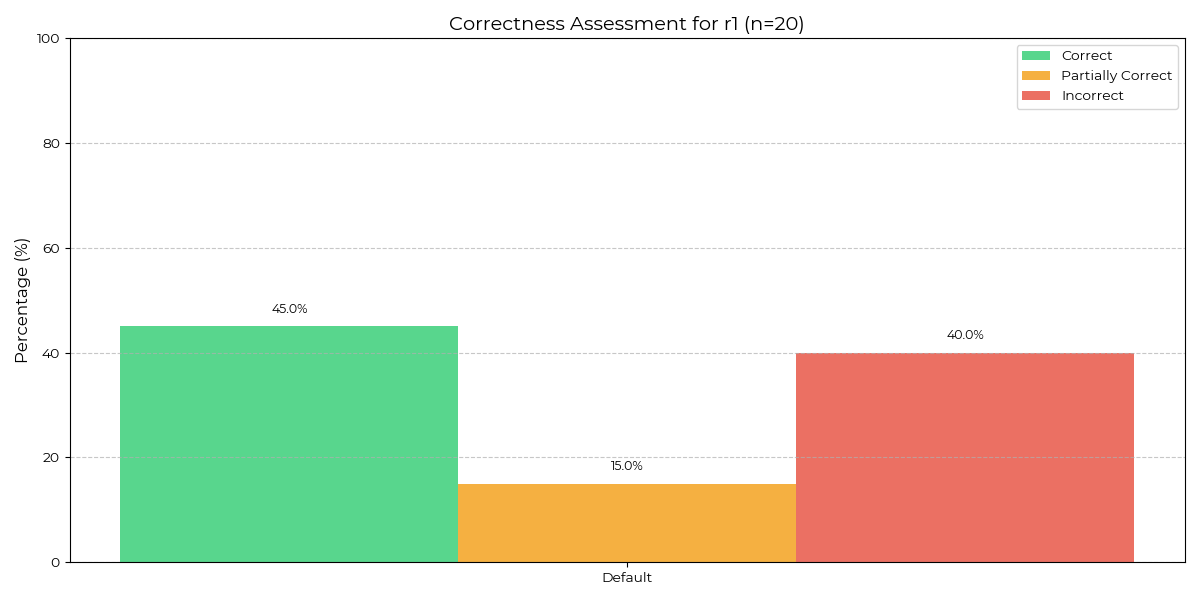 Correctness Assessment for r1 (n=20)
100
80
60
40
20
0
Percentage (%)
Correct
Partially Correct
Incorrect
45.0%
15.0%
40.0%
Default